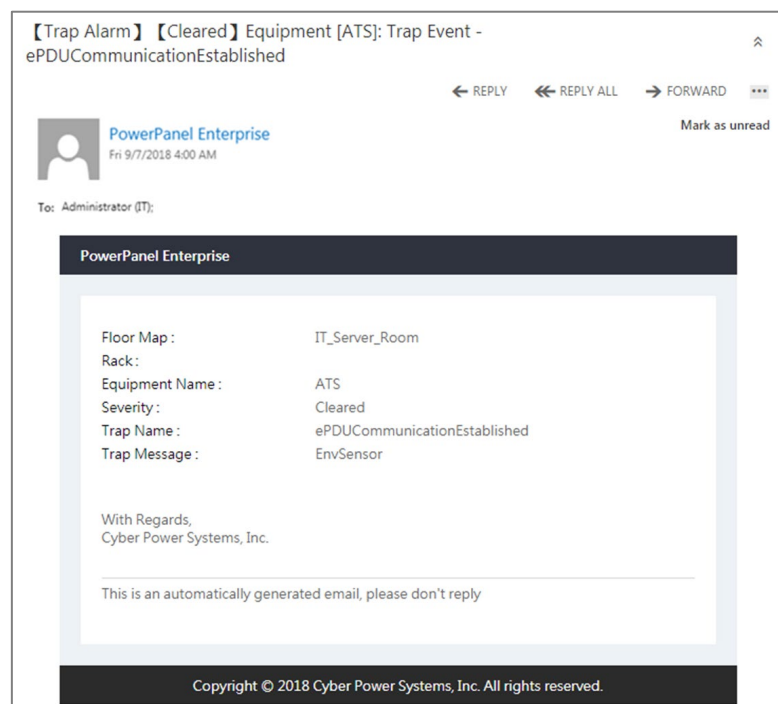 【Trap Alarm】【Cleared】Equipment [ATS]: Trap Event -
ePDUCommunicationEstablished
REPLY REPLY ALL FORWARD ...
Mark as unread
PowerPanel Enterprise
Fri 9/7/2018 4:00 AM
To: Administrator (IT);
PowerPanel Enterprise
Floor Map : IT_Server_Room
Rack :
Equipment Name : ATS
Severity : Cleared
Trap Name : ePDUCommunicationEstablished
Trap Message : EnvSensor
With Regards,
Cyber Power Systems, Inc.
This is an automatically generated email, please don't reply
Copyright © 2018 Cyber Power Systems, Inc. All rights reserved.